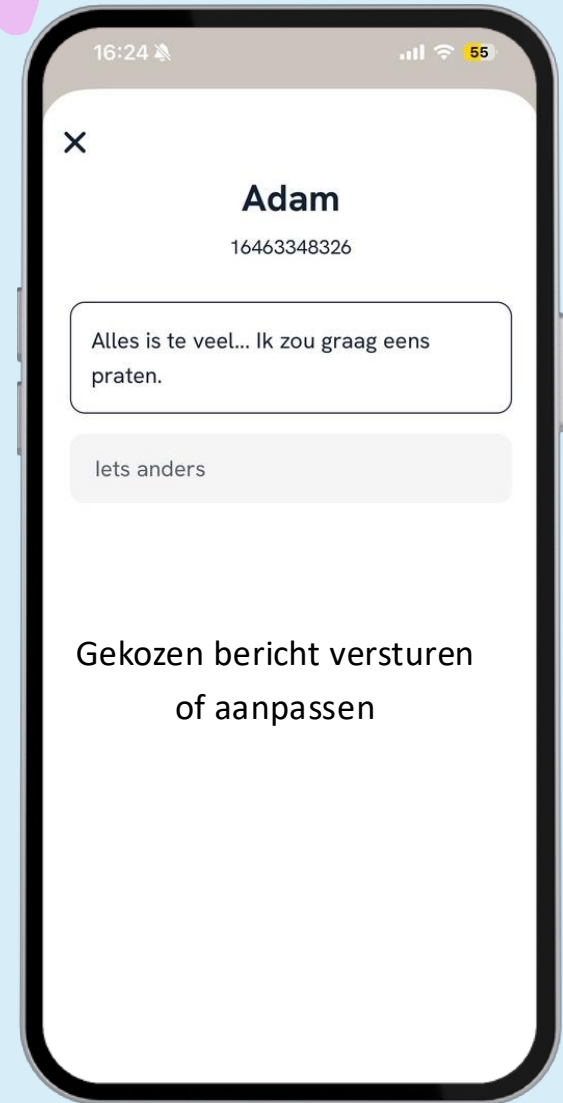 16:24
55
Adam
16463348326
Alles is te veel... Ik zou graag eens
praten.
Iets anders
Gekozen bericht versturen
of aanpassen